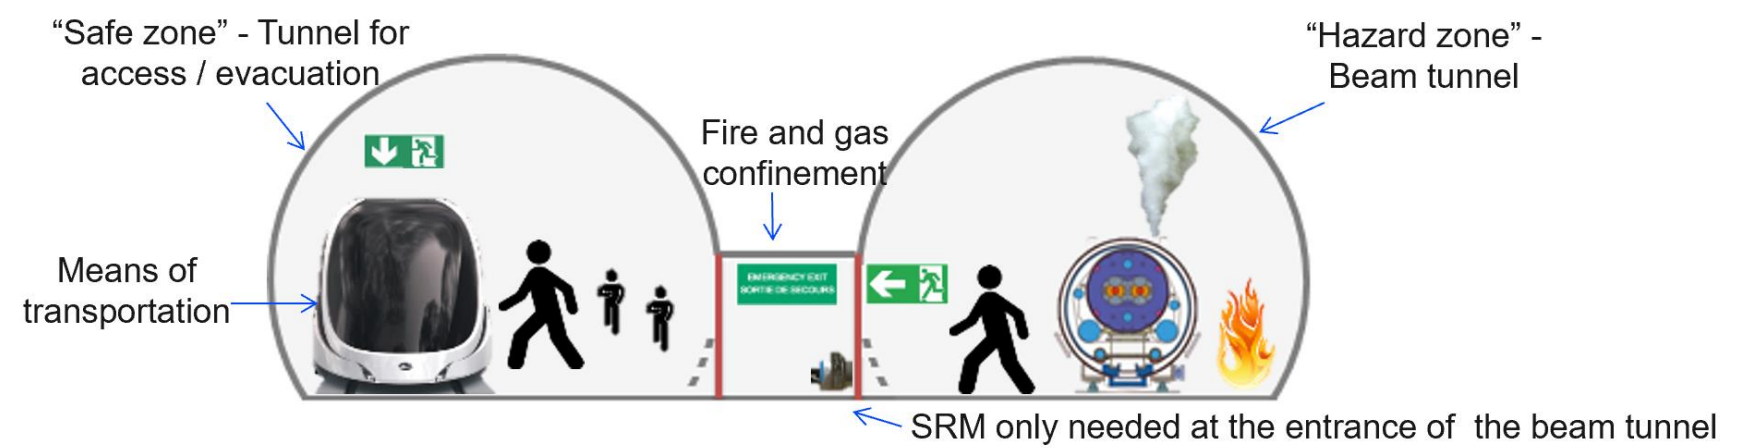 “Safe zone” - Tunnel for
access / evacuation
“Hazard zone” -
Beam tunnel
Fire and gas
confinement
Means of
transportation
EMERGENCY EXIT
SORTIE DE SECOURS
SRM only needed at the entrance of the beam tunnel